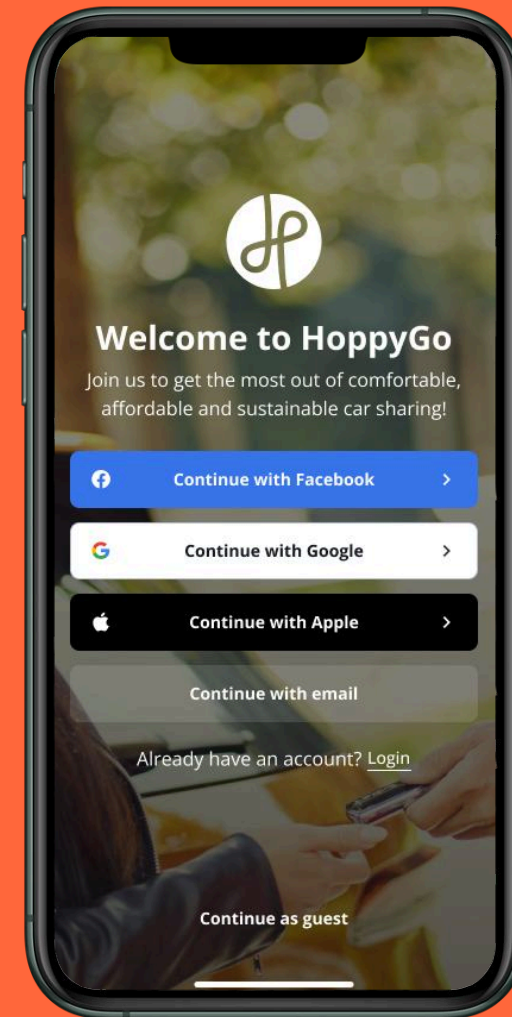 Welcome to HoppyGo
Join us to get the most out of comfortable,
affordable and sustainable car sharing!
Continue with Facebook
Continue with Google
Continue with Apple
Continue with email
Already have an account? Login
Continue as guest